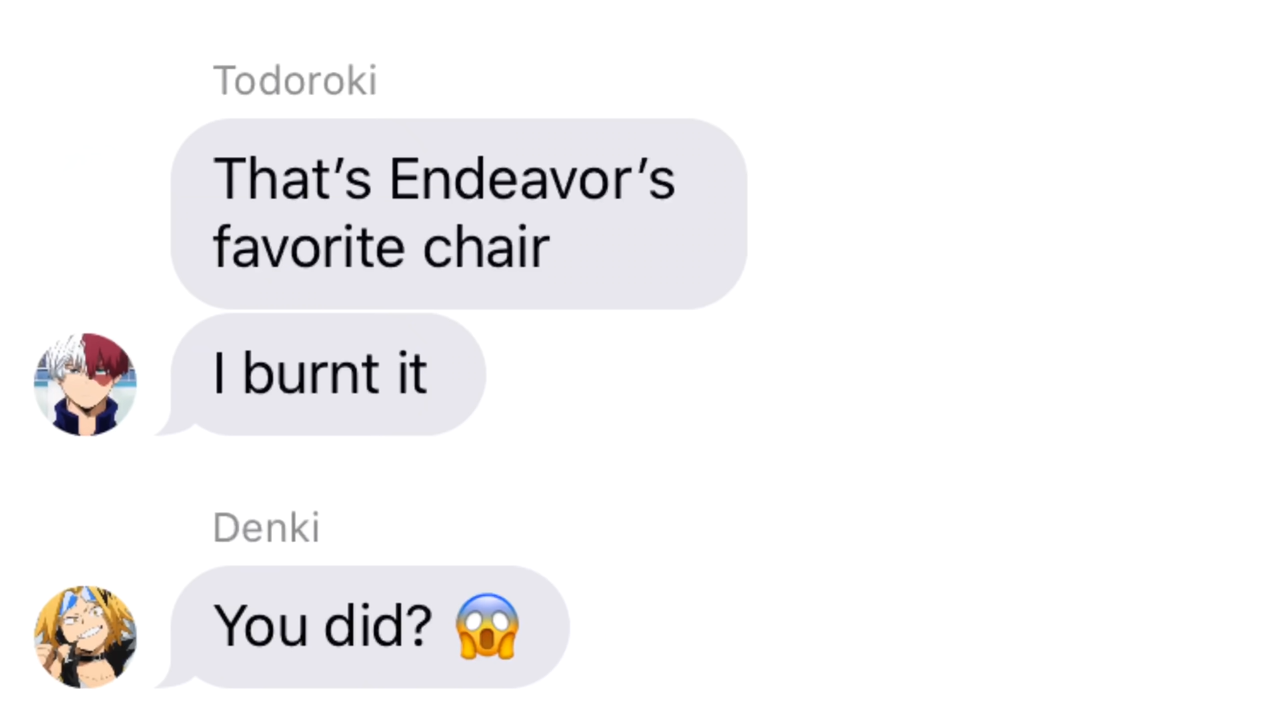 Todoroki
That’s Endeavor’s
favorite chair
I burnt it
Denki
You did? 😱